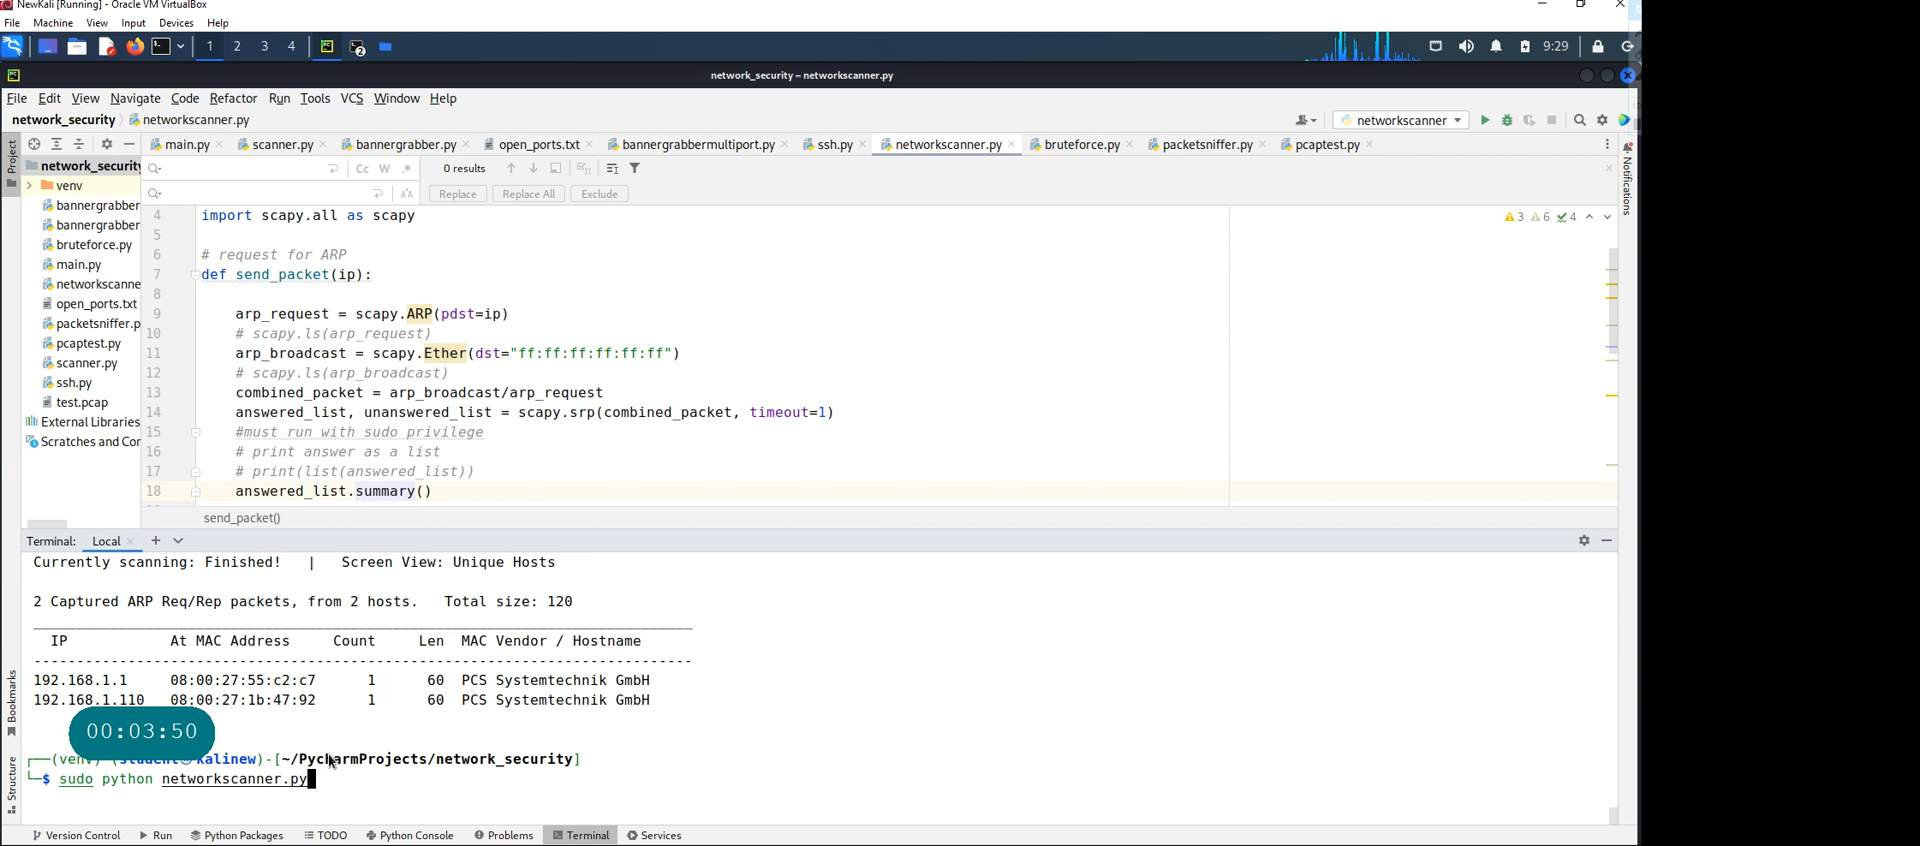 NewKali [Running] - Oracle VM VirtualBox
File Machine View Input Devices Help
1 2 3 4 9:29
network_security – networkscanner.py
File Edit View Navigate Code Refactor Run Tools VCS Window Help
network_security networkscanner.py networkscanner
main.py scanner.py bannergrabber.py open_ports.txt bannergrabbermultiport.py ssh.py networkscanner.py bruteforce.py packetsniffer.py pcaptest.py
Project
Notifications
Bookmarks
Structure
network_security
venv
bannergrabber
bannergrabber
bruteforce.py
main.py
networkscanne
open_ports.txt
packetsniffer.p
pcaptest.py
scanner.py
ssh.py
test.pcap
External Libraries
Scratches and Cor
Cc W .* 0 results
Replace Replace All Exclude
3 6 4
4 import scapy.all as scapy
5
6 # request for ARP
7 def send_packet(ip):
8
9 arp_request = scapy.ARP(pdst=ip)
10 # scapy.ls(arp_request)
11 arp_broadcast = scapy.Ether(dst="ff:ff:ff:ff:ff:ff")
12 # scapy.ls(arp_broadcast)
13 combined_packet = arp_broadcast/arp_request
14 answered_list, unanswered_list = scapy.srp(combined_packet, timeout=1)
15 #must run with sudo privilege
16 # print answer as a list
17 # print(list(answered_list))
18 answered_list.summary()
send_packet()
Terminal: Local
Currently scanning: Finished! | Screen View: Unique Hosts
2 Captured ARP Req/Rep packets, from 2 hosts. Total size: 120
IP At MAC Address Count Len MAC Vendor / Hostname
-----------------------------------------------------------------------------
192.168.1.1 08:00:27:55:c2:c7 1 60 PCS Systemtechnik GmbH
192.168.1.110 08:00:27:1b:47:92 1 60 PCS Systemtechnik GmbH
00:03:50
(venv) (student㉿kalinew)-[~/PycharmProjects/network_security]
$ sudo python networkscanner.py
Version Control Run Python Packages TODO Python Console Problems Terminal Services